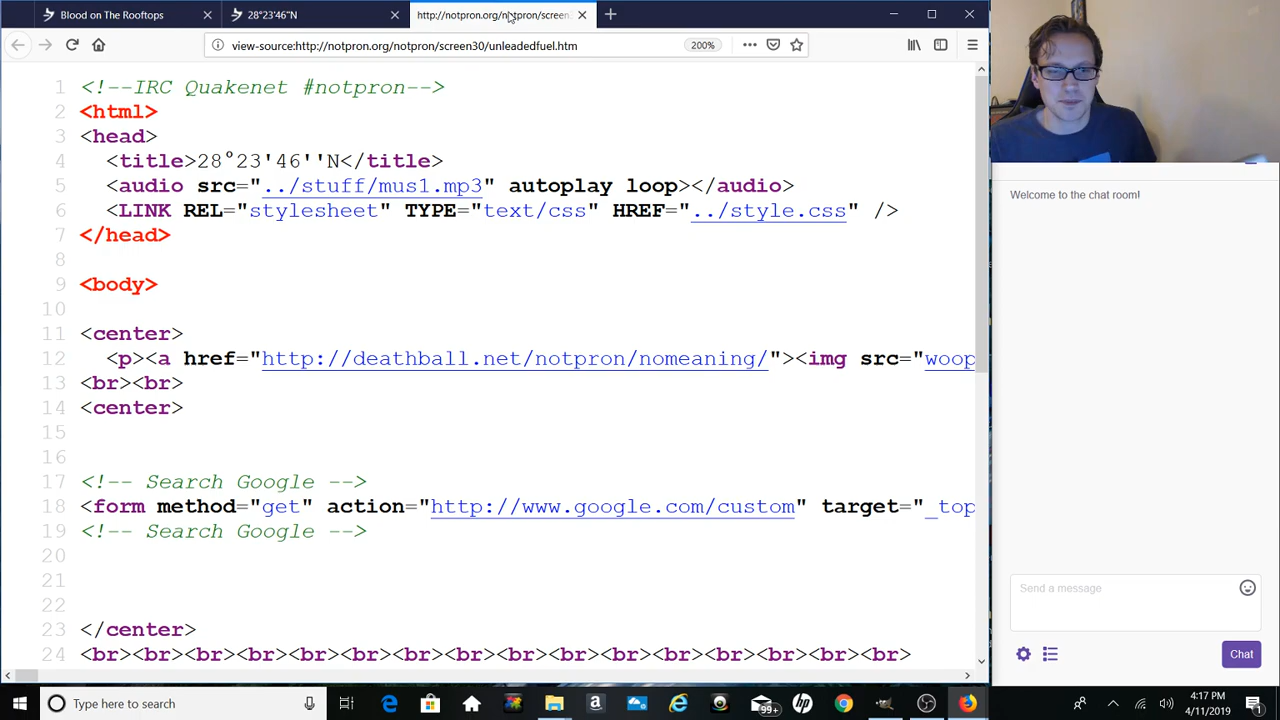 Blood on The Rooftops
28°23'46''N
http://notpron.org/notpron/screen
view-source:http://notpron.org/notpron/screen30/unleadedfuel.htm
200%
1 <!--IRC Quakenet #notpron-->
2 <html>
3 <head>
4 <title>28°23'46''N</title>
5 <audio src="../stuff/mus1.mp3" autoplay loop></audio>
6 <LINK REL="stylesheet" TYPE="text/css" HREF="../style.css" />
7 </head>
8
9 <body>
10
11 <center>
12 <p><a href="http://deathball.net/notpron/nomeaning/"><img src="woop
13 <br><br>
14 <center>
15
16
17 <!-- Search Google -->
18 <form method="get" action="http://www.google.com/custom" target="_top
19 <!-- Search Google -->
20
21
22
23 </center>
24 <br><br><br><br><br><br><br><br><br><br><br><br><br><br><br><br><br><br>
Welcome to the chat room!
Send a message
Chat
Type here to search
99+
4:17 PM
4/11/2019
1